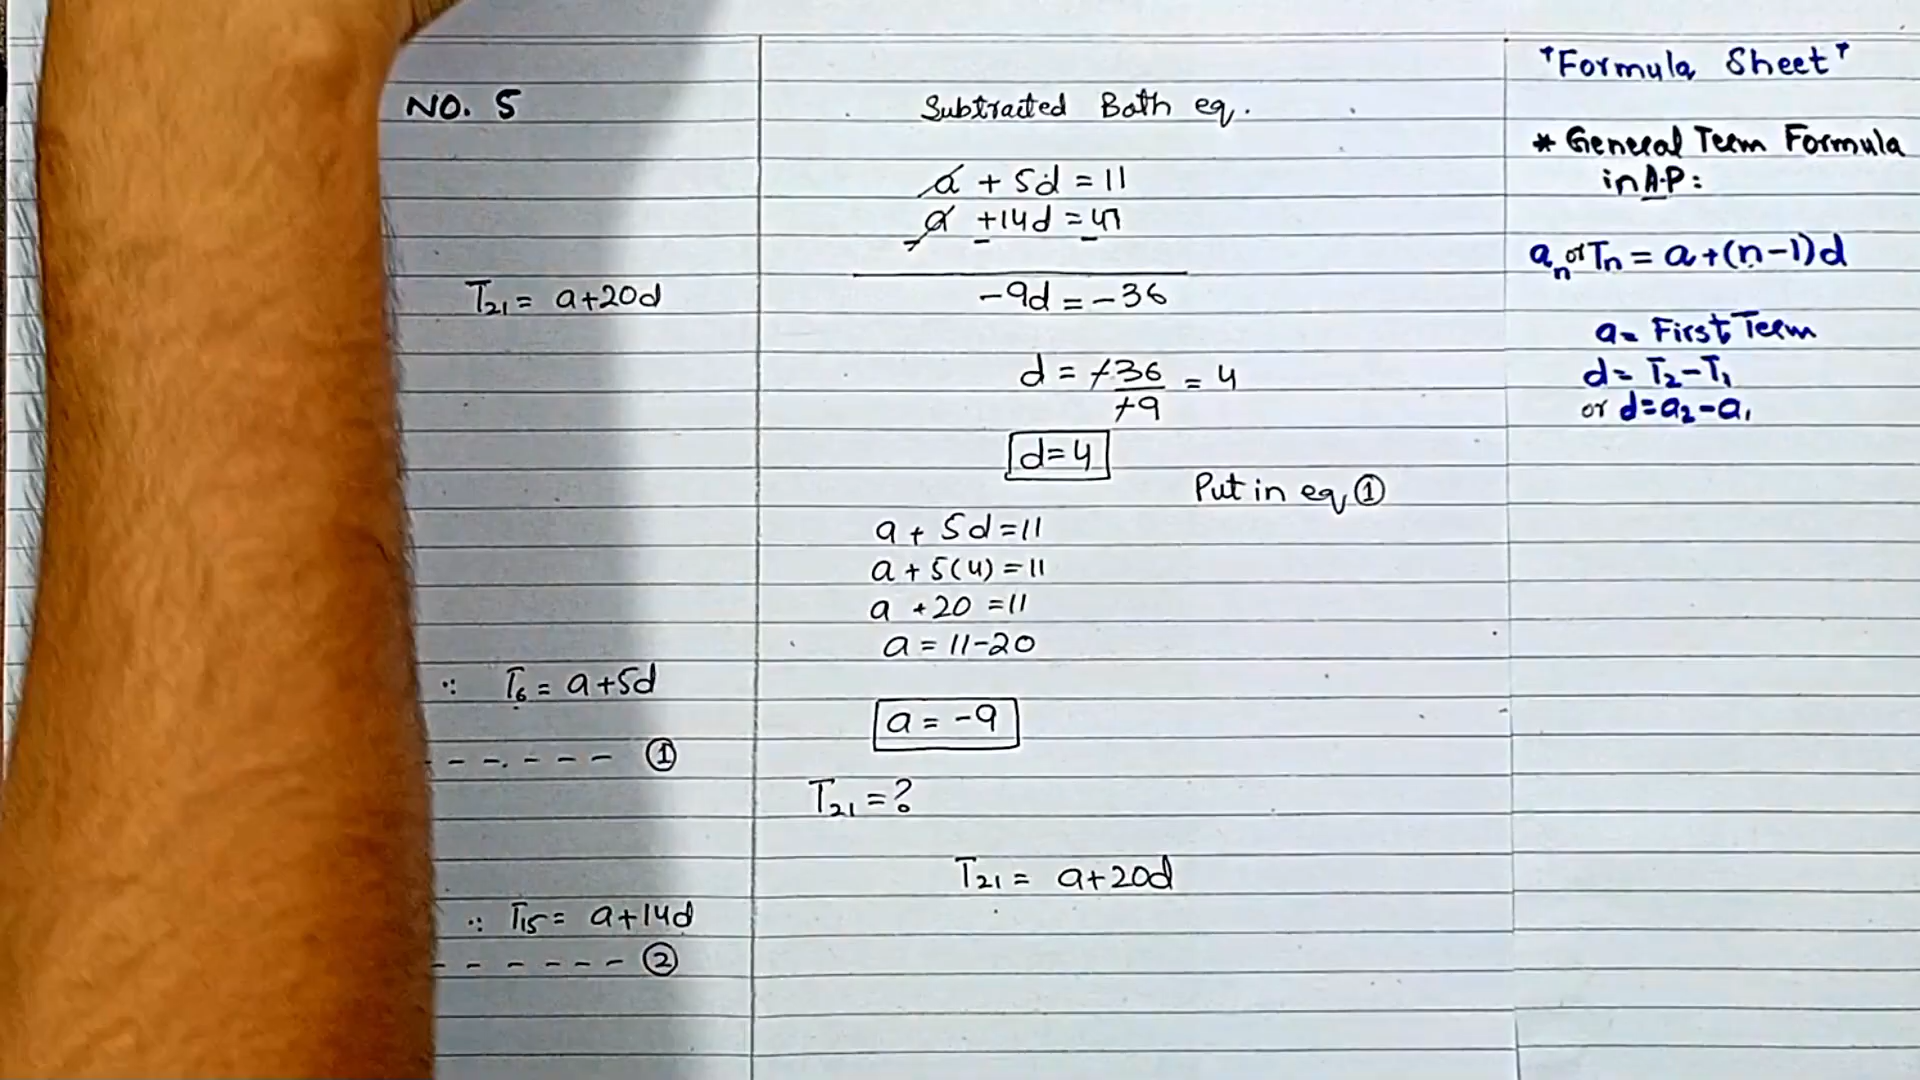 NO. 5
T₂₁ = a+20d
∵ T₆ = a+5d
- - - - - - ①
∵ T₁₅ = a+14d
- - - - - - ②
Subtracted Both eq.
a + 5d = 11
a +14d = 47
- - -
-9d = -36
d = -36/-9 = 4
d=4
Put in eq ①
a + 5d = 11
a + 5(4) = 11
a + 20 = 11
a = 11-20
a = -9
T₂₁ = ?
T₂₁ = a+20d
"Formula Sheet"
* General Term Formula
in A.P:
aₙ or Tₙ = a+(n-1)d
a = First Term
d = T₂-T₁
or d=a₂-a₁